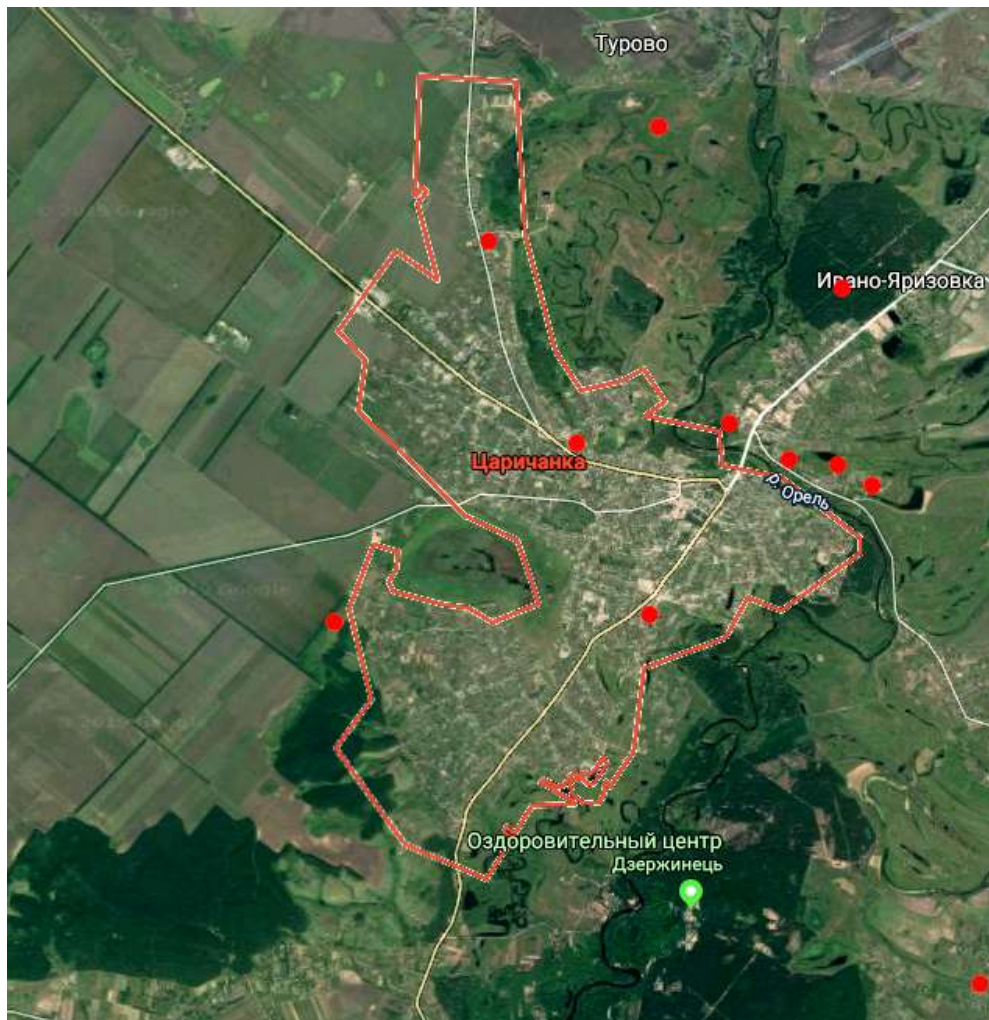 Турово
Ивано-Яризовка
Царичанка
р. Орель
Оздоровительный центр
Дзержинець